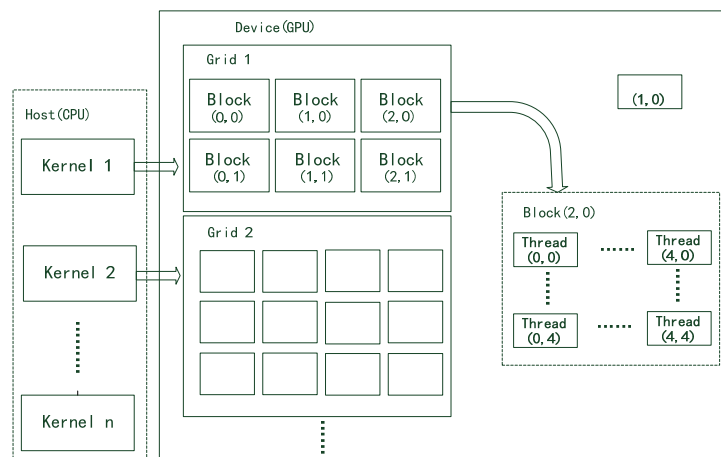 Device(GPU)
Grid 1
Host(CPU)
Kernel 1
Block
(0,0)
Block
(1,0)
Block
(2,0)
Block
(0,1)
Block
(1,1)
Block
(2,1)
(1,0)
Kernel 2
Grid 2
Block(2,0)
Thread
(0,0)
......
Thread
(4,0)
Thread
(0,4)
......
Thread
(4,4)
Kernel n